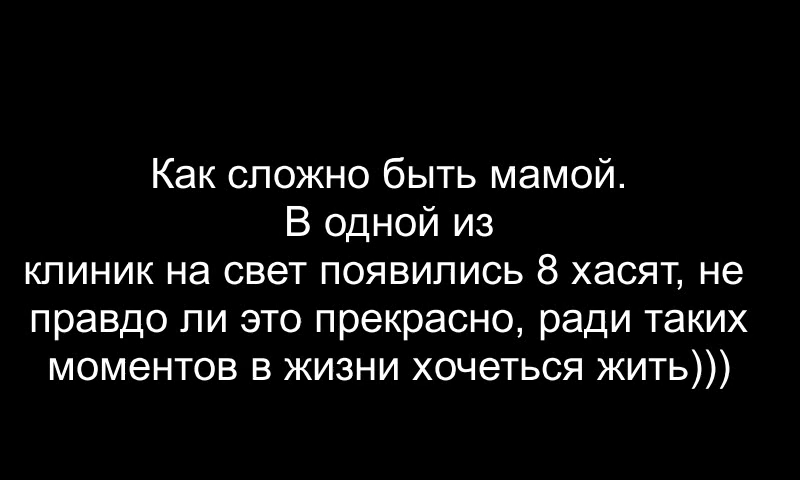 Как сложно быть мамой.
В одной из
клиник на свет появились 8 хасят, не
правдо ли это прекрасно, ради таких
моментов в жизни хочеться жить)))